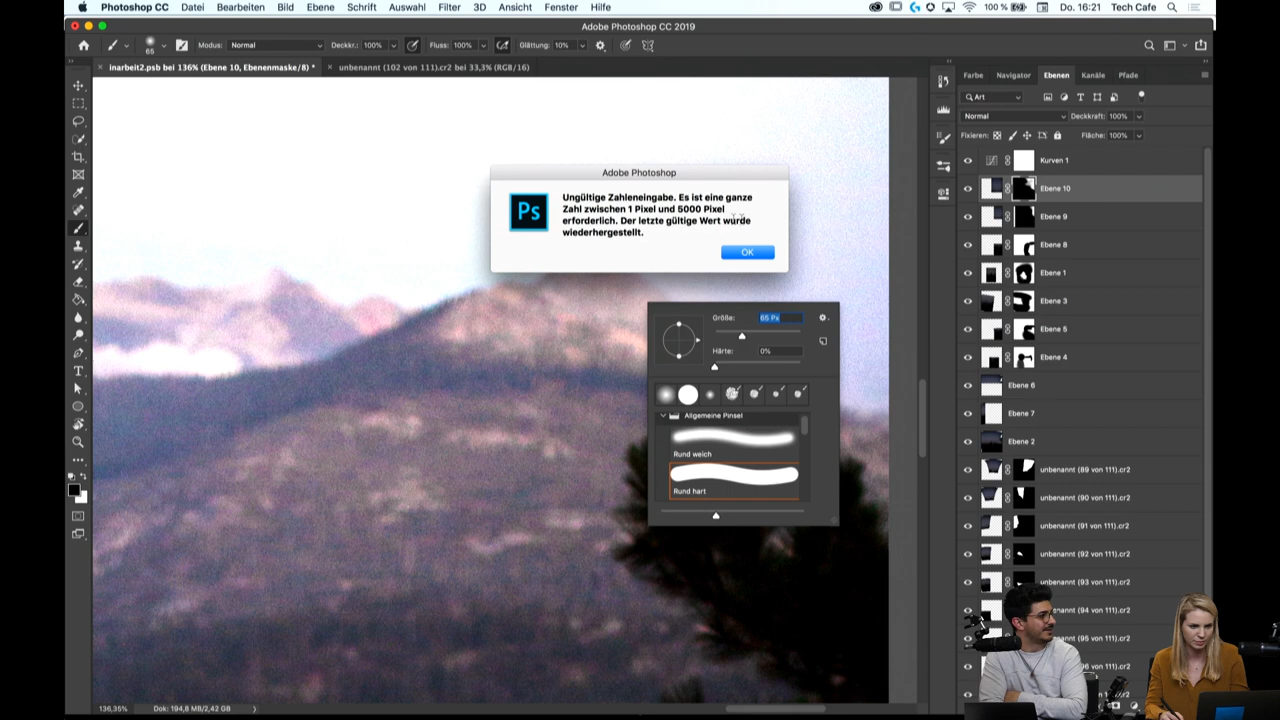 Photoshop CC Datei Bearbeiten Bild Ebene Schrift Auswahl Filter 3D Ansicht Fenster Hilfe 100 % Do. 16:21 Tech Cafe
Adobe Photoshop CC 2019
65 Modus: Normal Deckkr.: 100% Fluss: 100% Glättung: 10%
× inarbeit2.psb bei 136% (Ebene 10, Ebenenmaske/8) * × unbenannt (102 von 111).cr2 bei 33,3% (RGB/16)
Farbe Navigator Ebenen Kanäle Pfade
Art
Normal Deckkraft: 100%
Fixieren: Fläche: 100%
Kurven 1
Ebene 10
Ebene 9
Ebene 8
Ebene 1
Ebene 3
Ebene 5
Ebene 4
Ebene 6
Ebene 7
Ebene 2
unbenannt (89 von 111).cr2
unbenannt (90 von 111).cr2
unbenannt (91 von 111).cr2
unbenannt (92 von 111).cr2
unbenannt (93 von 111).cr2
(94 von 111).cr2
(95 von 111).cr2
96 von 111).cr2
Adobe Photoshop
Ps
Ungültige Zahleneingabe. Es ist eine ganze
Zahl zwischen 1 Pixel und 5000 Pixel
erforderlich. Der letzte gültige Wert wurde
wiederhergestellt.
OK
Größe: 65 Px
Härte: 0%
Allgemeine Pinsel
Rund weich
Rund hart
136,35% Dok: 194,8 MB/2,42 GB